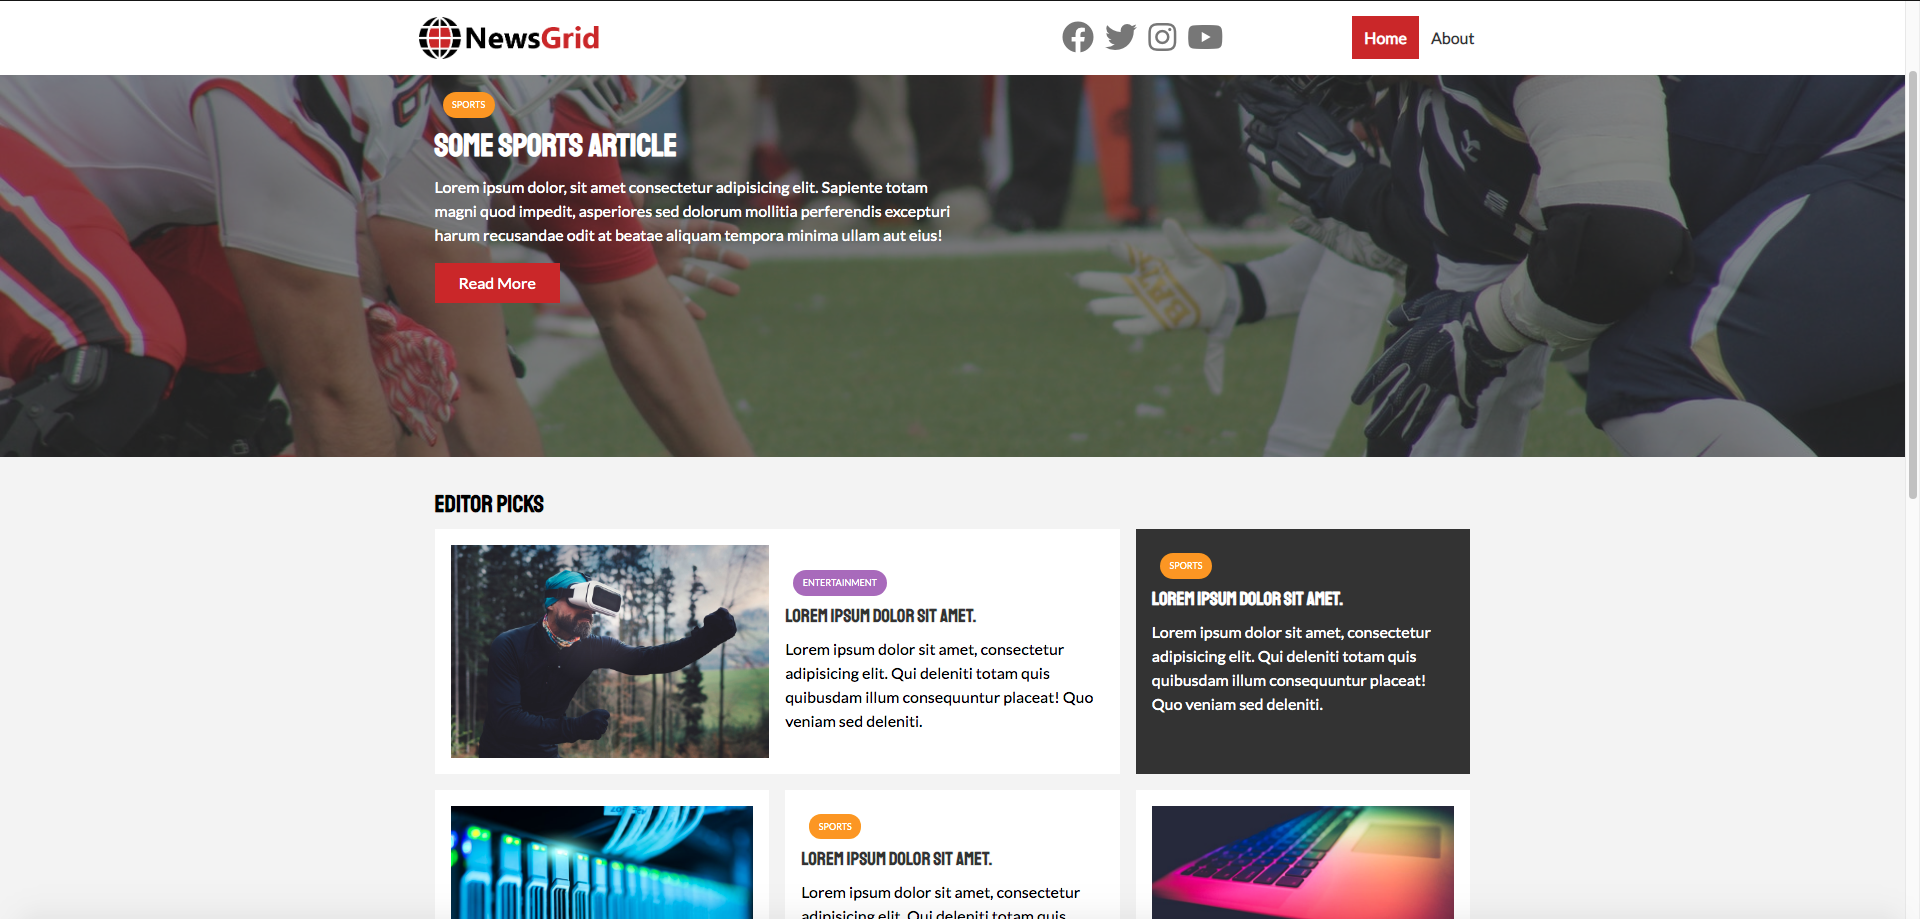 NewsGrid
Home
About
SPORTS
SOME SPORTS ARTICLE
Lorem ipsum dolor, sit amet consectetur adipisicing elit. Sapiente totam
magni quod impedit, asperiores sed dolorum mollitia perferendis excepturi
harum recusandae odit at beatae aliquam tempora minima ullam aut eius!
Read More
EDITOR PICKS
ENTERTAINMENT
LOREM IPSUM DOLOR SIT AMET.
Lorem ipsum dolor sit amet, consectetur
adipisicing elit. Qui deleniti totam quis
quibusdam illum consequuntur placeat! Quo
veniam sed deleniti.
SPORTS
LOREM IPSUM DOLOR SIT AMET.
Lorem ipsum dolor sit amet, consectetur
adipisicing elit. Qui deleniti totam quis
quibusdam illum consequuntur placeat!
Quo veniam sed deleniti.
SPORTS
LOREM IPSUM DOLOR SIT AMET.
Lorem ipsum dolor sit amet, consectetur
adipisicing elit. Qui deleniti totam quis